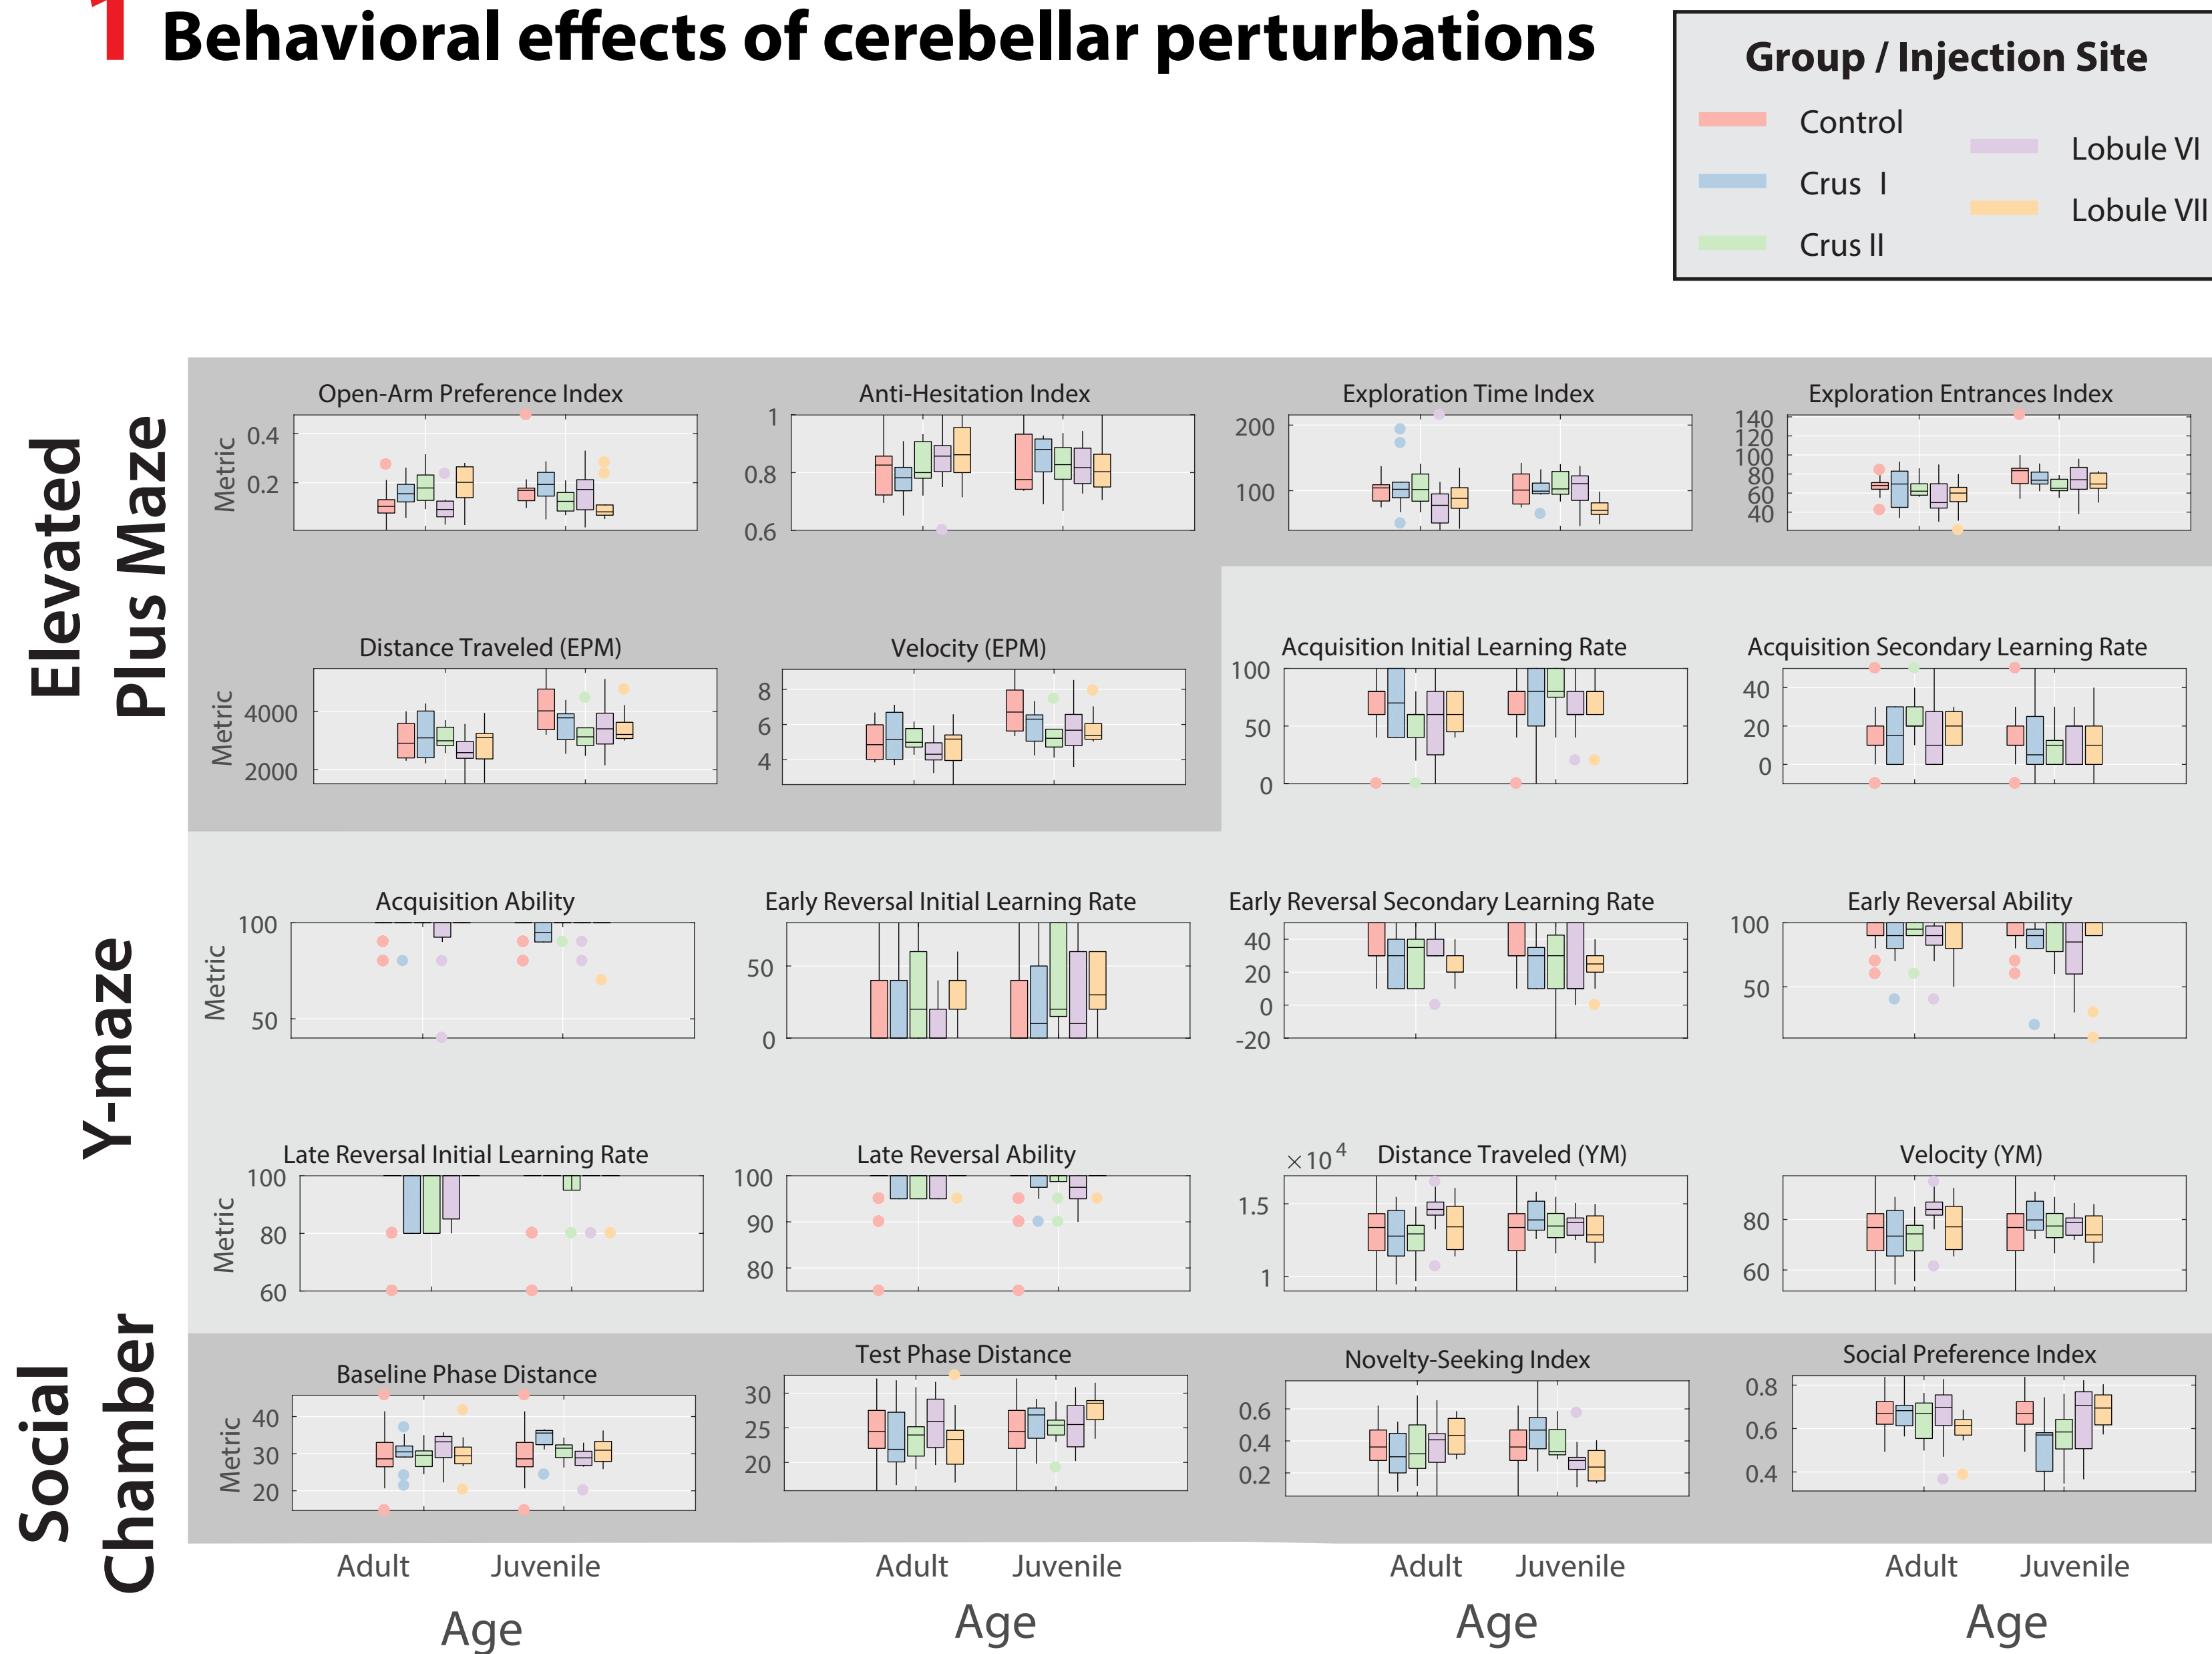 1 Behavioral effects of cerebellar perturbations
Group / Injection Site
Control
Crus I
Crus II
Lobule VI
Lobule VII
Elevated
Plus Maze
Open-Arm Preference Index
Metric
0.4
0.2
Anti-Hesitation Index
1
0.8
0.6
Exploration Time Index
200
100
Exploration Entrances Index
140
120
100
80
60
40
Distance Traveled (EPM)
Metric
4000
2000
Velocity (EPM)
8
6
4
Acquisition Initial Learning Rate
100
50
0
Acquisition Secondary Learning Rate
40
20
0
Y-maze
Acquisition Ability
Metric
100
50
Early Reversal Initial Learning Rate
50
0
Early Reversal Secondary Learning Rate
40
20
0
-20
Early Reversal Ability
100
50
Late Reversal Initial Learning Rate
Metric
100
80
60
Late Reversal Ability
100
90
80
×10 4
Distance Traveled (YM)
1.5
1
Velocity (YM)
80
60
Social
Chamber
Baseline Phase Distance
Metric
40
30
20
Test Phase Distance
30
25
20
Novelty-Seeking Index
0.6
0.4
0.2
Social Preference Index
0.8
0.6
0.4
Adult Juvenile
Adult Juvenile
Adult Juvenile
Adult Juvenile
Age
Age
Age
Age